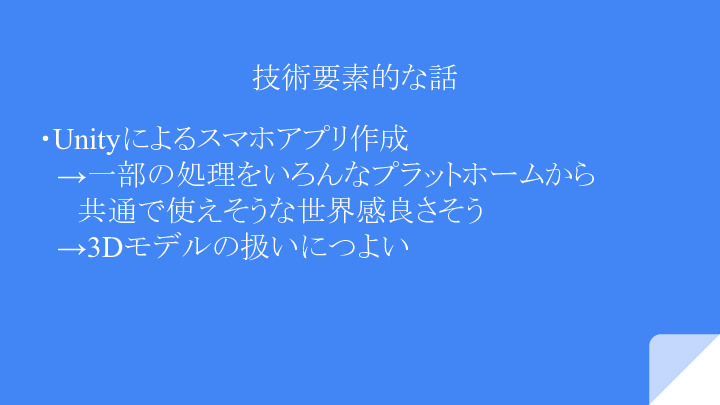 技術要素的な話
・Unityによるスマホアプリ作成
→一部の処理をいろんなプラットホームから
共通で使えそうな世界感良さそう
→3Dモデルの扱いにつよい